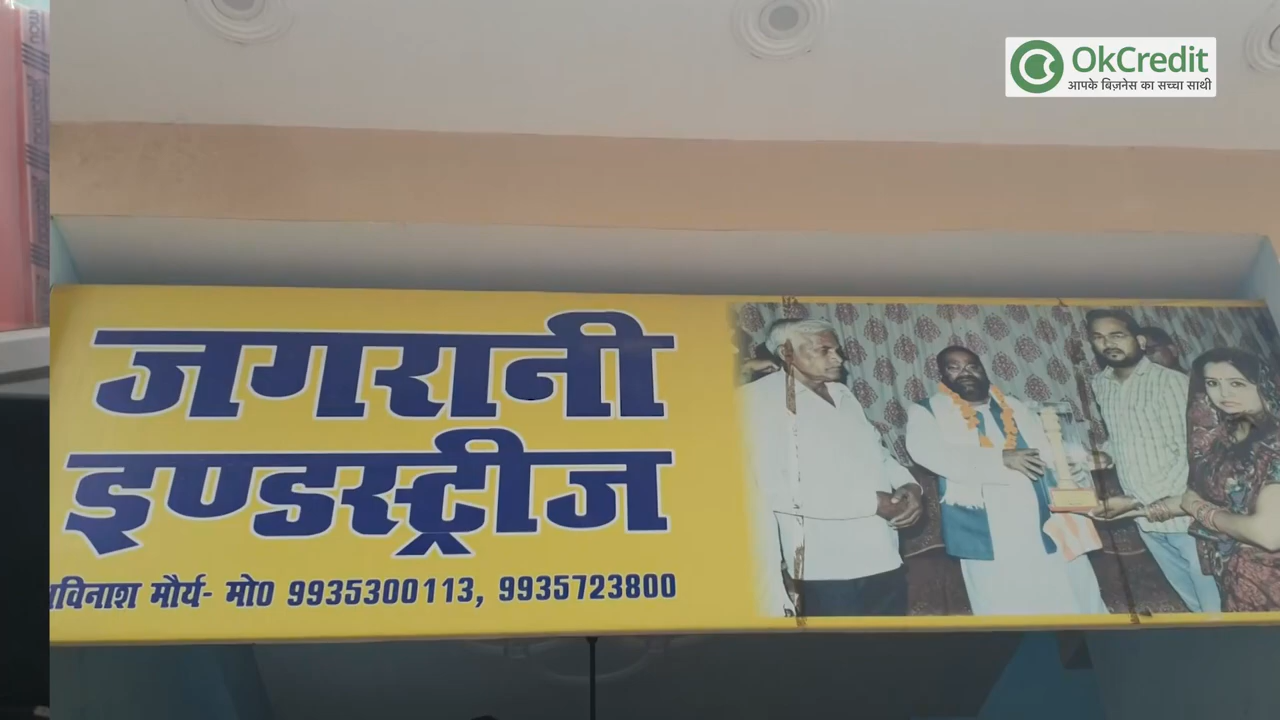 OkCredit
आपके बिज़नेस का सच्चा साथी
जगरानी
इण्डस्ट्रीज
मौर्य- मो0 9935300113, 9935723800